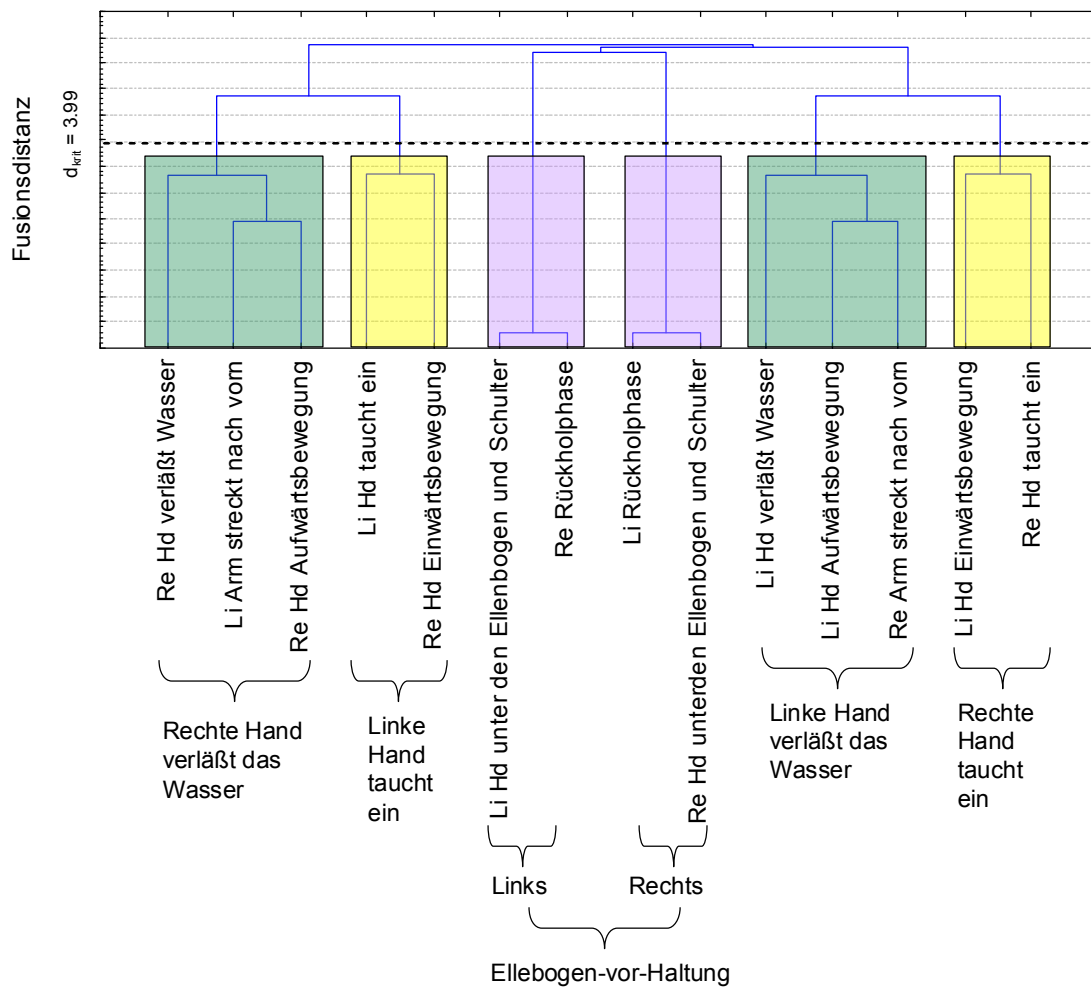 Fusionsdistanz
dkrit = 3.99
Re Hd verläßt Wasser
Li Arm streckt nach vorn
Re Hd Aufwärtsbewegung
Li Hd taucht ein
Re Hd Einwärtsbewegung
Li Hd unter den Ellenbogen und Schulter
Re Rückholphase
Li Rückholphase
Re Hd unterden Ellenbogen und Schulter
Li Hd verläßt Wasser
Li Hd Aufwärtsbewegung
Re Arm streckt nach vorn
Li Hd Einwärtsbewegung
Re Hd taucht ein
Rechte Hand
verläßt das
Wasser
Linke
Hand
taucht
ein
Linke Hand
verläßt das
Wasser
Rechte
Hand
taucht
ein
Links
Rechts
Ellebogen-vor-Haltung